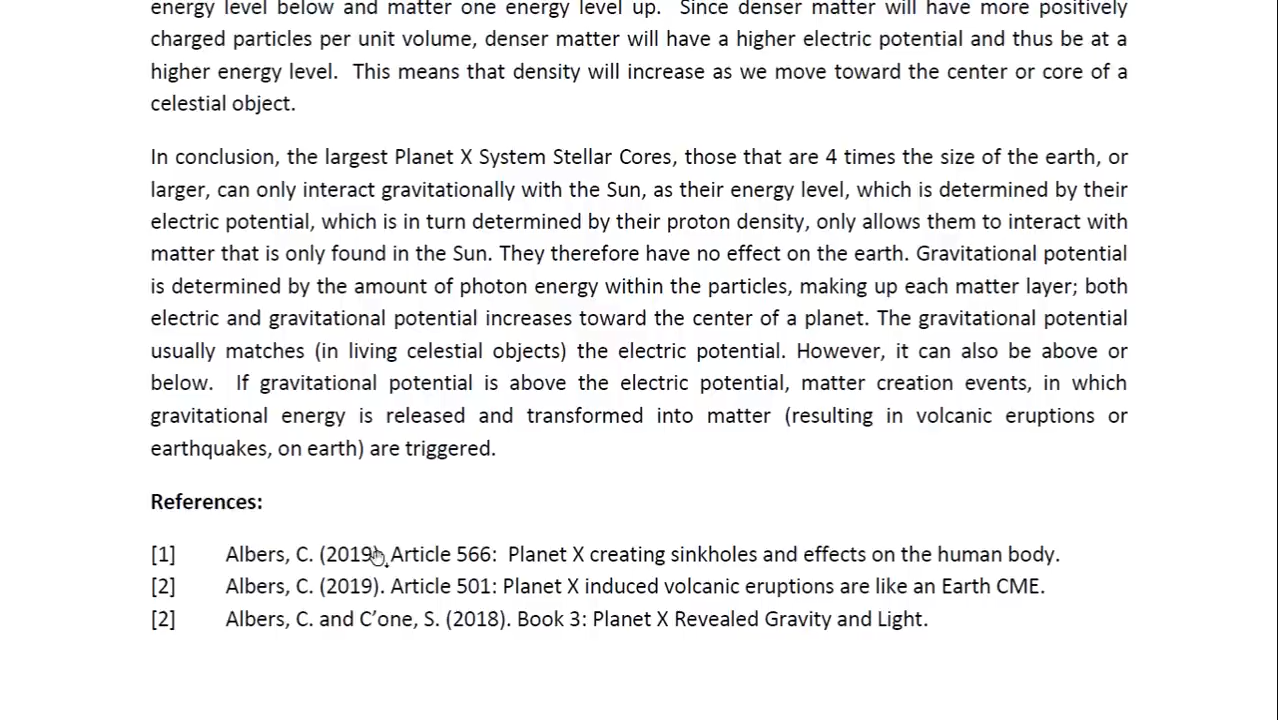 energy level below and matter one energy level up. Since denser matter will have more positively
charged particles per unit volume, denser matter will have a higher electric potential and thus be at a
higher energy level. This means that density will increase as we move toward the center or core of a
celestial object.
In conclusion, the largest Planet X System Stellar Cores, those that are 4 times the size of the earth, or
larger, can only interact gravitationally with the Sun, as their energy level, which is determined by their
electric potential, which is in turn determined by their proton density, only allows them to interact with
matter that is only found in the Sun. They therefore have no effect on the earth. Gravitational potential
is determined by the amount of photon energy within the particles, making up each matter layer; both
electric and gravitational potential increases toward the center of a planet. The gravitational potential
usually matches (in living celestial objects) the electric potential. However, it can also be above or
below. If gravitational potential is above the electric potential, matter creation events, in which
gravitational energy is released and transformed into matter (resulting in volcanic eruptions or
earthquakes, on earth) are triggered.
References:
[1] Albers, C. (2019). Article 566: Planet X creating sinkholes and effects on the human body.
[2] Albers, C. (2019). Article 501: Planet X induced volcanic eruptions are like an Earth CME.
[2] Albers, C. and C’one, S. (2018). Book 3: Planet X Revealed Gravity and Light.